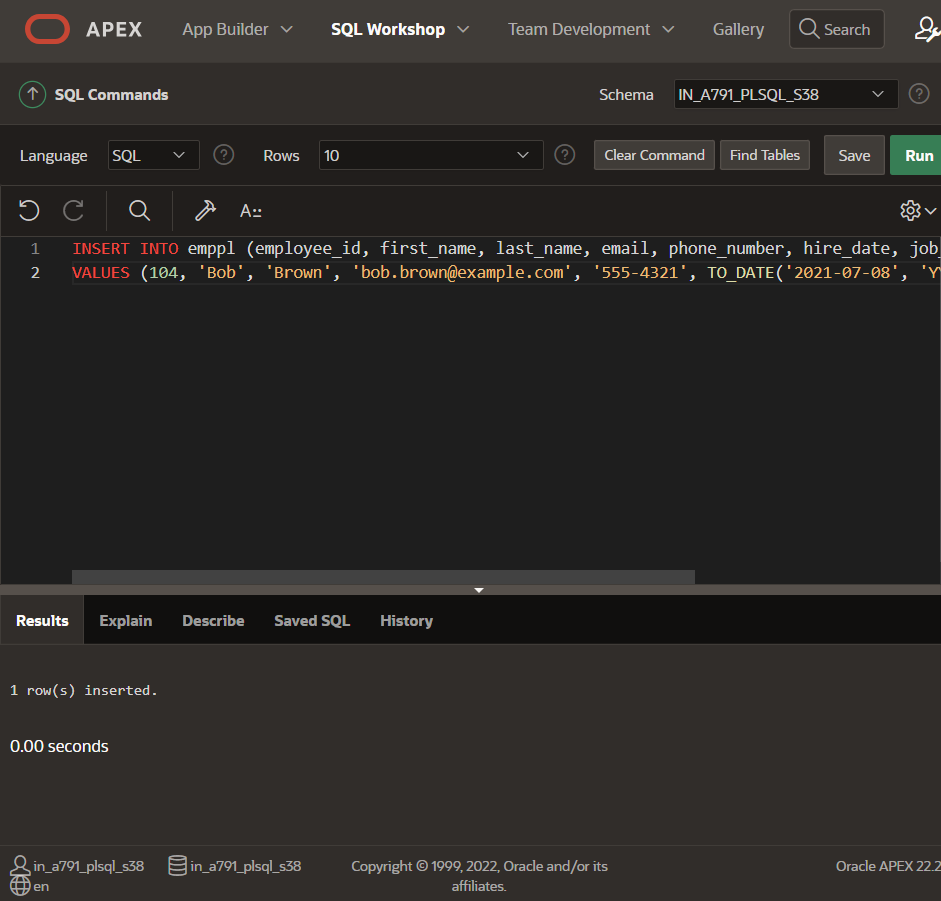 APEX App Builder SQL Workshop Team Development Gallery Search
SQL Commands Schema IN_A791_PLSQL_S38 ?
Language SQL ? Rows 10 ? Clear Command Find Tables Save Run
A::
1 INSERT INTO emppl (employee_id, first_name, last_name, email, phone_number, hire_date, job_
2 VALUES (104, 'Bob', 'Brown', 'bob.brown@example.com', '555-4321', TO_DATE('2021-07-08', 'YY
Results Explain Describe Saved SQL History
1 row(s) inserted.
0.00 seconds
in_a791_plsql_s38 in_a791_plsql_s38 Copyright © 1999, 2022, Oracle and/or its Oracle APEX 22.2
en affiliates.